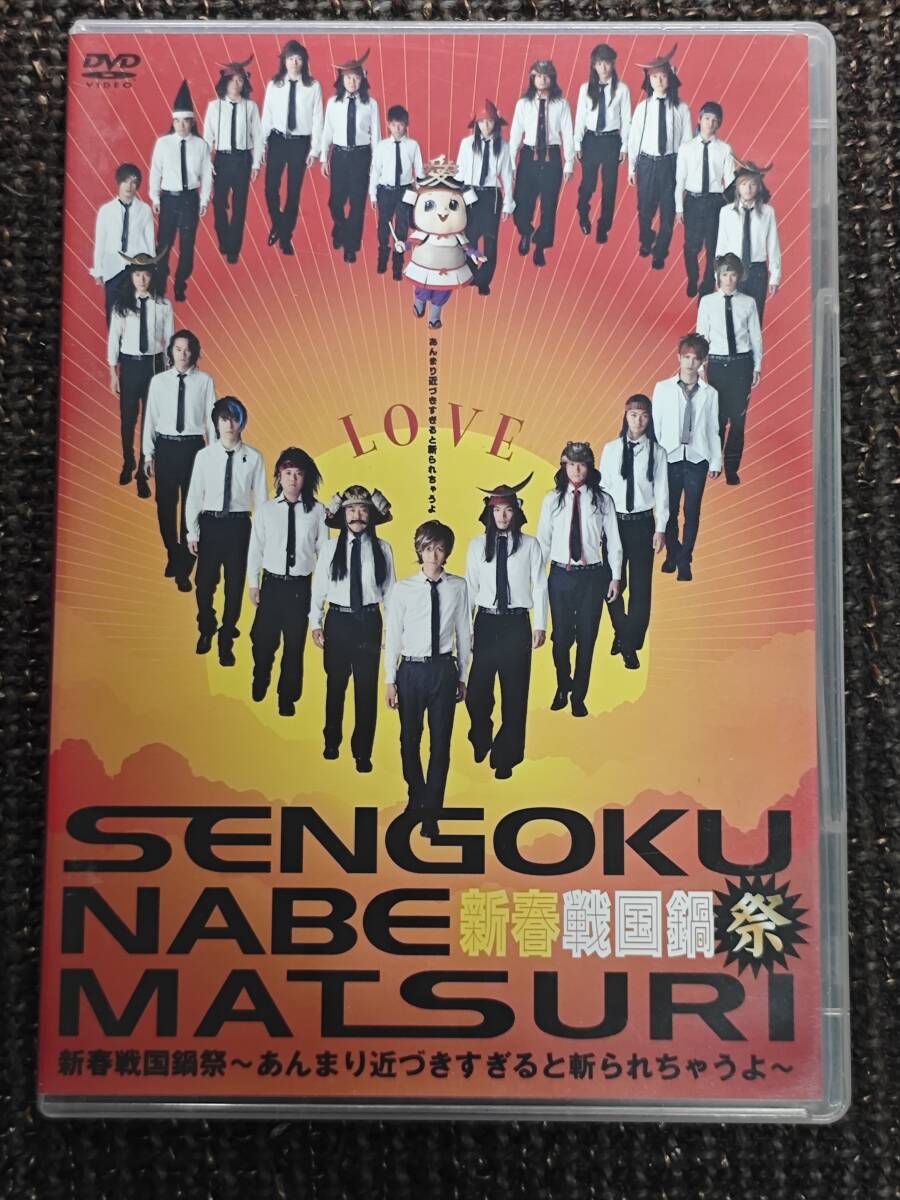 DVD
VIDEO
愛
あんまり近づきすぎると斬られちゃうよ
LOVE
SENGOKU
NABE
新春戦国鍋
祭
MATSURI
新春戦国鍋祭～あんまり近づきすぎると斬られちゃうよ～